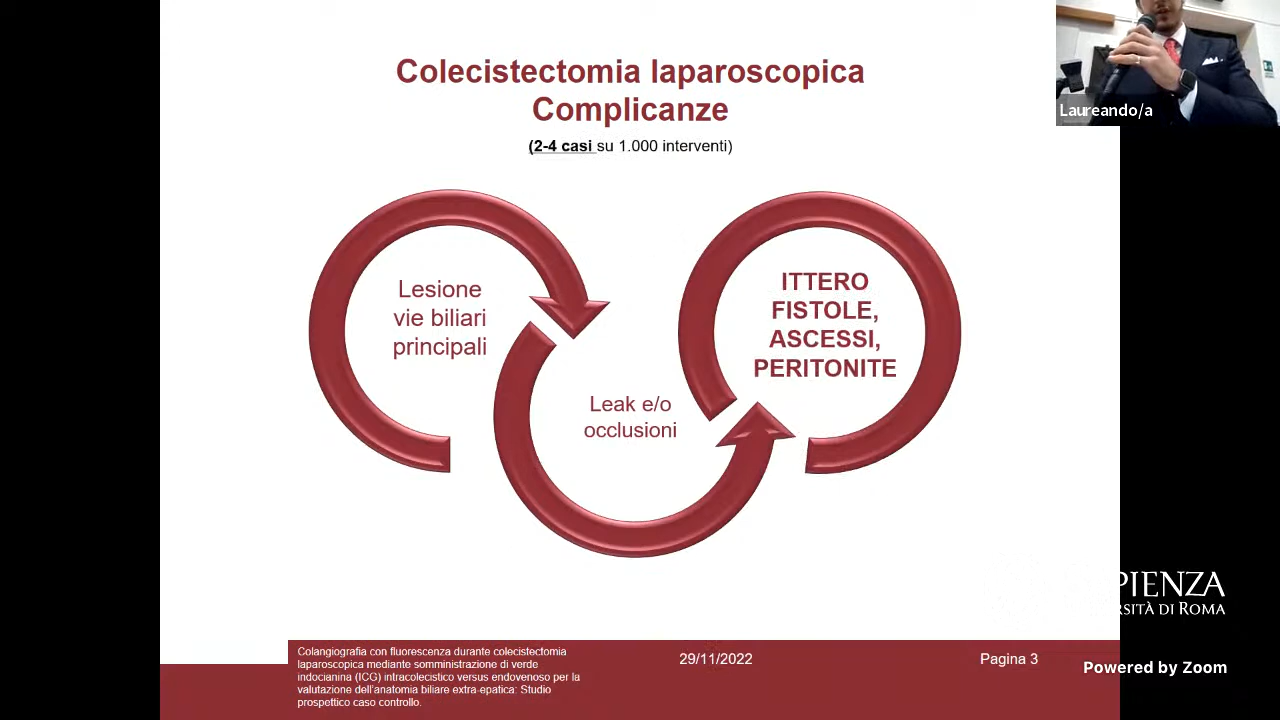 Colecistectomia laparoscopica
Complicanze
(2-4 casi su 1.000 interventi)
Laureando/a
Lesione
vie biliari
principali
Leak e/o
occlusioni
ITTERO
FISTOLE,
ASCESSI,
PERITONITE
PIENZA
RSITÀ DI ROMA
Colangiografia con fluorescenza durante colecistectomia
laparoscopica mediante somministrazione di verde
indocianina (ICG) intracolecistico versus endovenoso per la
valutazione dell'anatomia biliare extra-epatica: Studio
prospettico caso controllo.
29/11/2022
Pagina 3
Powered by Zoom